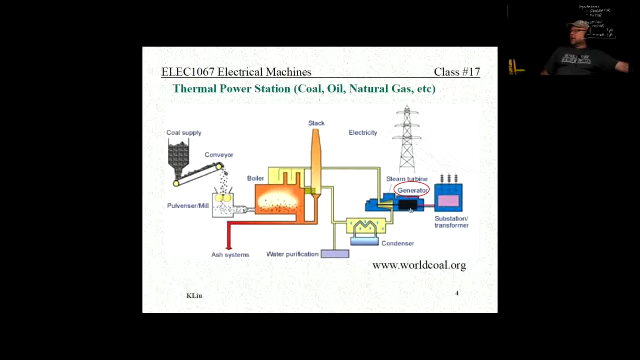 ELEC1067 Electrical Machines Class #17
Thermal Power Station (Coal, Oil, Natural Gas, etc)
Stack
Electricity
Coal supply
Conveyor
Boiler
Steam turbine
Generator
Pulveriser/Mill
Substation/
transformer
Condenser
Ash systems
Water purification
www.worldcoal.org
KLiu
4